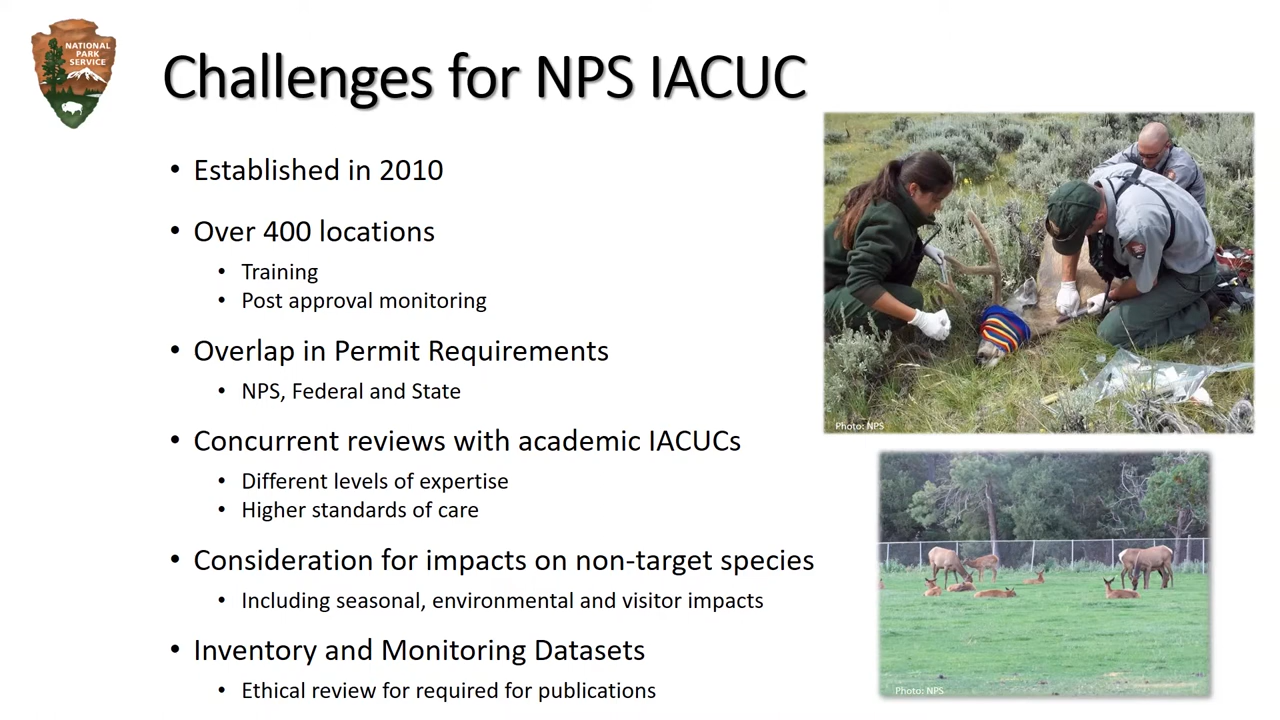 NATIONAL
PARK
SERVICE
Challenges for NPS IACUC
• Established in 2010
• Over 400 locations
• Training
• Post approval monitoring
• Overlap in Permit Requirements
• NPS, Federal and State
• Concurrent reviews with academic IACUCs
• Different levels of expertise
• Higher standards of care
• Consideration for impacts on non-target species
• Including seasonal, environmental and visitor impacts
• Inventory and Monitoring Datasets
• Ethical review for required for publications
Photo: NPS
Photo: NPS